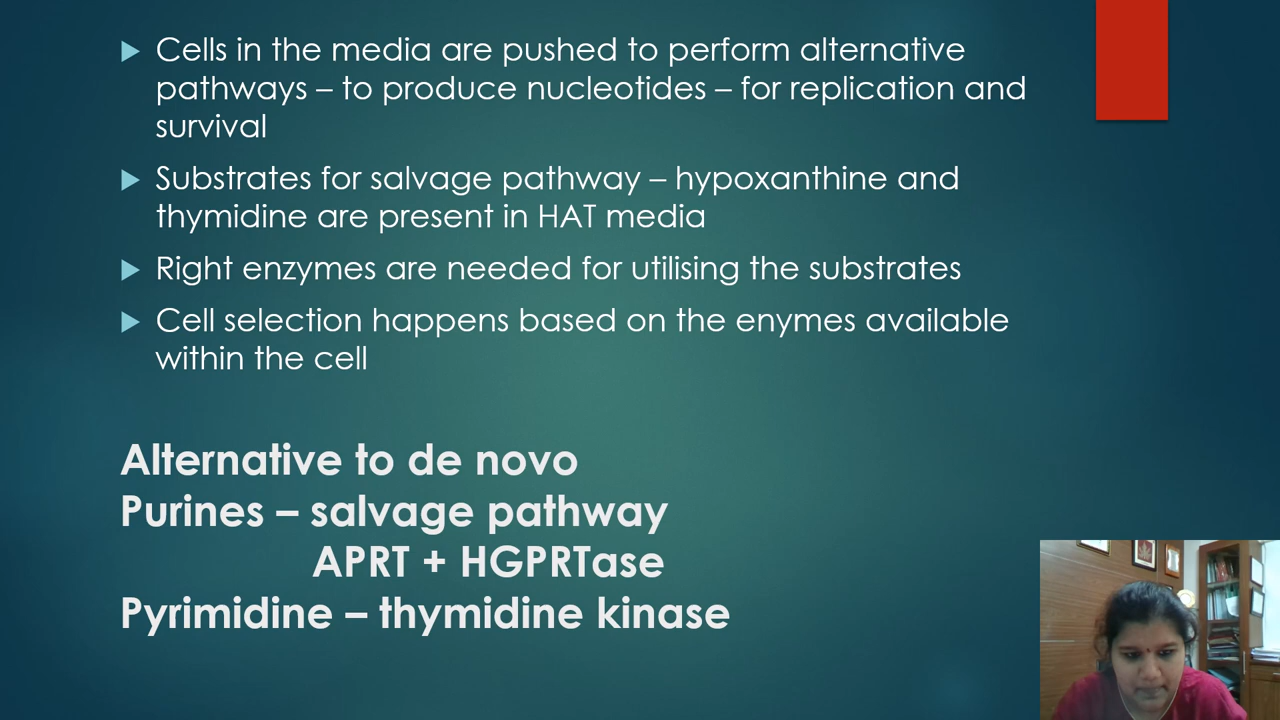 Cells in the media are pushed to perform alternative
pathways – to produce nucleotides – for replication and
survival
Substrates for salvage pathway – hypoxanthine and
thymidine are present in HAT media
Right enzymes are needed for utilising the substrates
Cell selection happens based on the enymes available
within the cell
Alternative to de novo
Purines – salvage pathway
APRT + HGPRTase
Pyrimidine – thymidine kinase